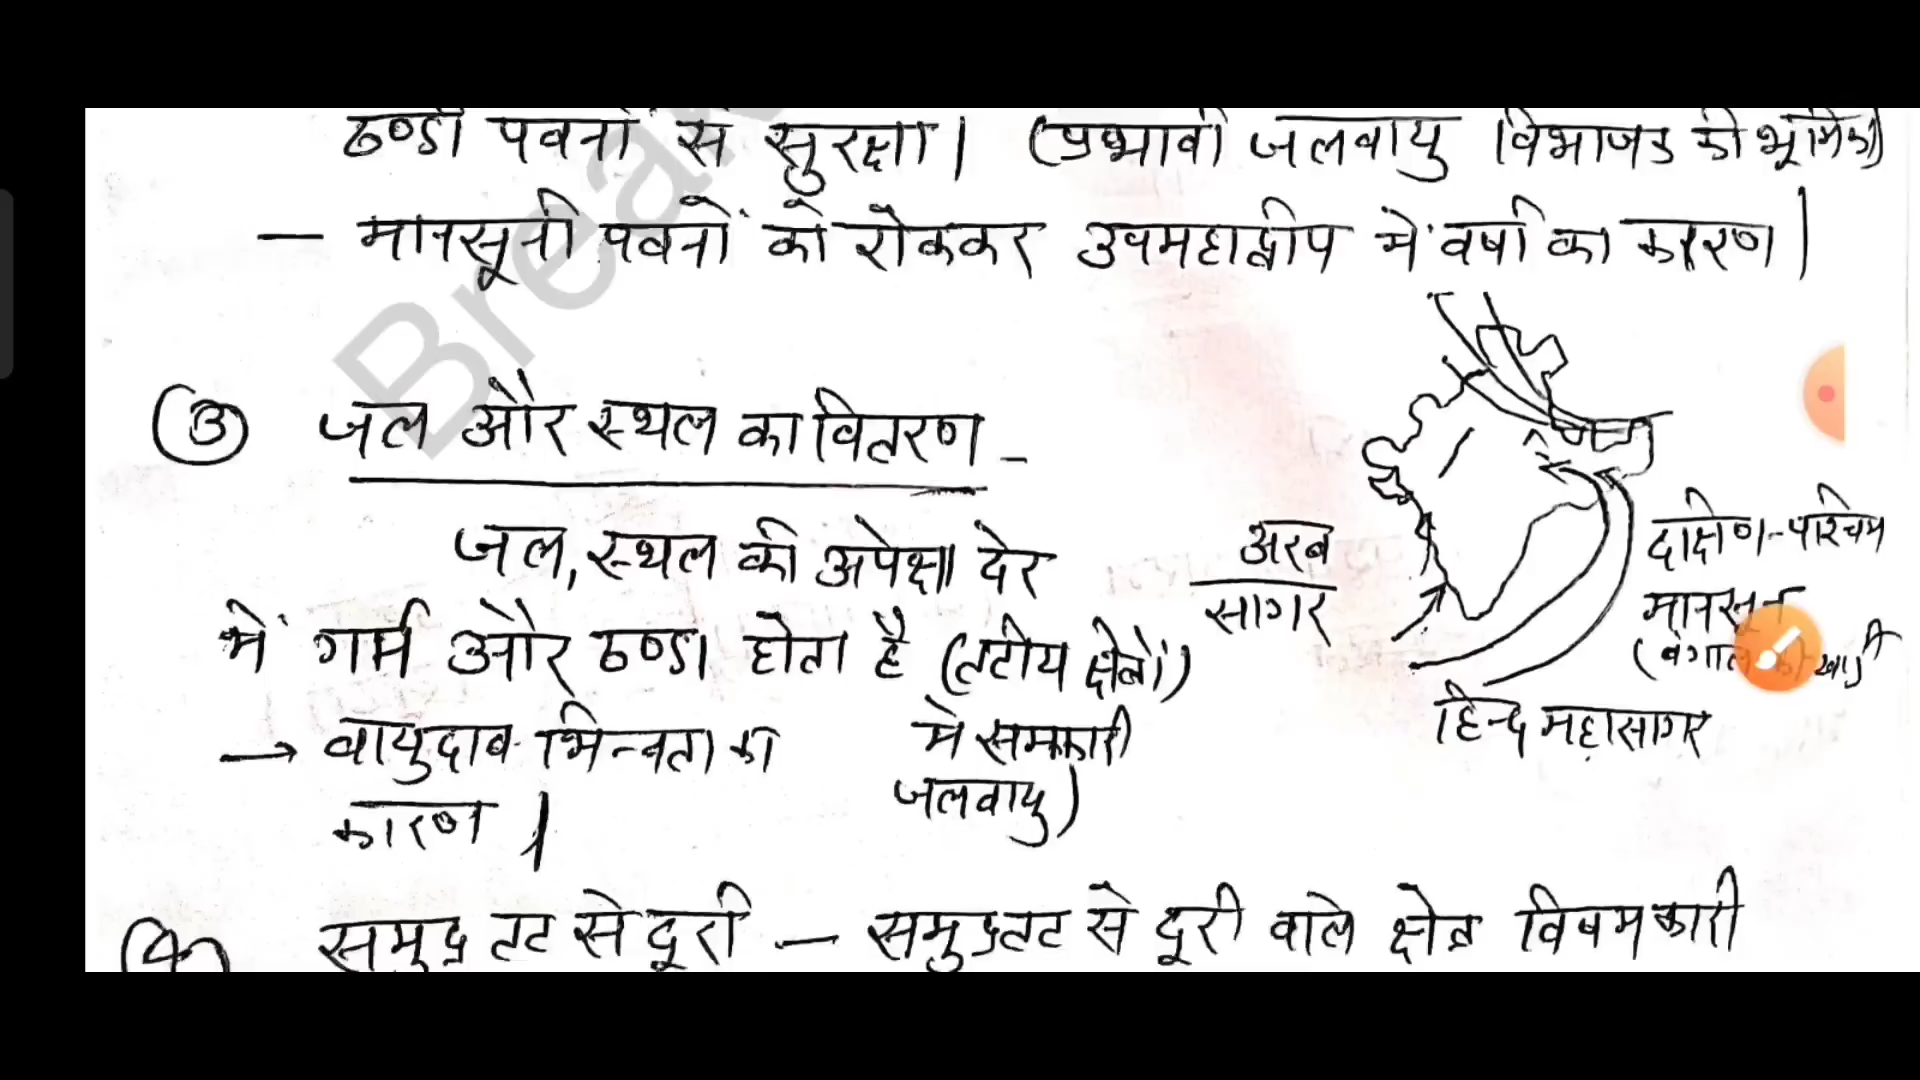 ठण्डी पवनों से सुरक्षा। (प्रभावी जलवायु विभाजक की भूमिका)
– मानसूनी पवनों को रोककर उपमहाद्वीप में वर्षा का कारण।
③ जल और स्थल का वितरण –
जल, स्थल की अपेक्षा देर
में गर्म और ठण्डा होता है (तटीय क्षेत्रों)
में समकारी
जलवायु)
→ वायुदाब भिन्नता का
कारण।
अरब
सागर
दक्षिण-पश्चिम
मानसून
हिन्द महासागर
④ समुद्र तट से दूरी – समुद्रतट से दूरी वाले क्षेत्र विषमकारी
Break